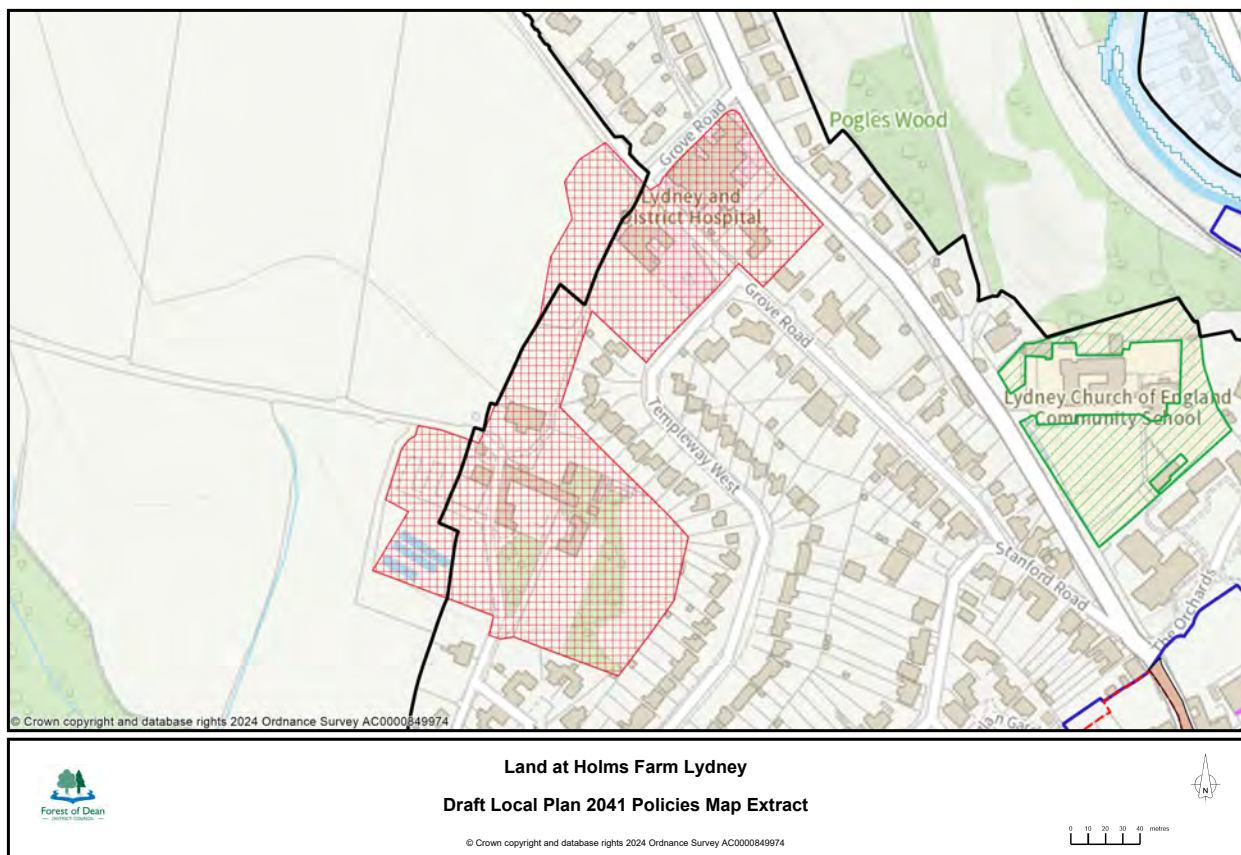 Grove Road
Pogles Wood
Lydney and
District Hospital
Grove Road
Lydney Church of England
Community School
Templeway West
Stanford Road
The Orchards
© Crown copyright and database rights 2024 Ordnance Survey AC0000849974
Forest of Dean
DISTRICT COUNCIL
Land at Holms Farm Lydney
Draft Local Plan 2041 Policies Map Extract
© Crown copyright and database rights 2024 Ordnance Survey AC0000849974
N
0 10 20 30 40 metres